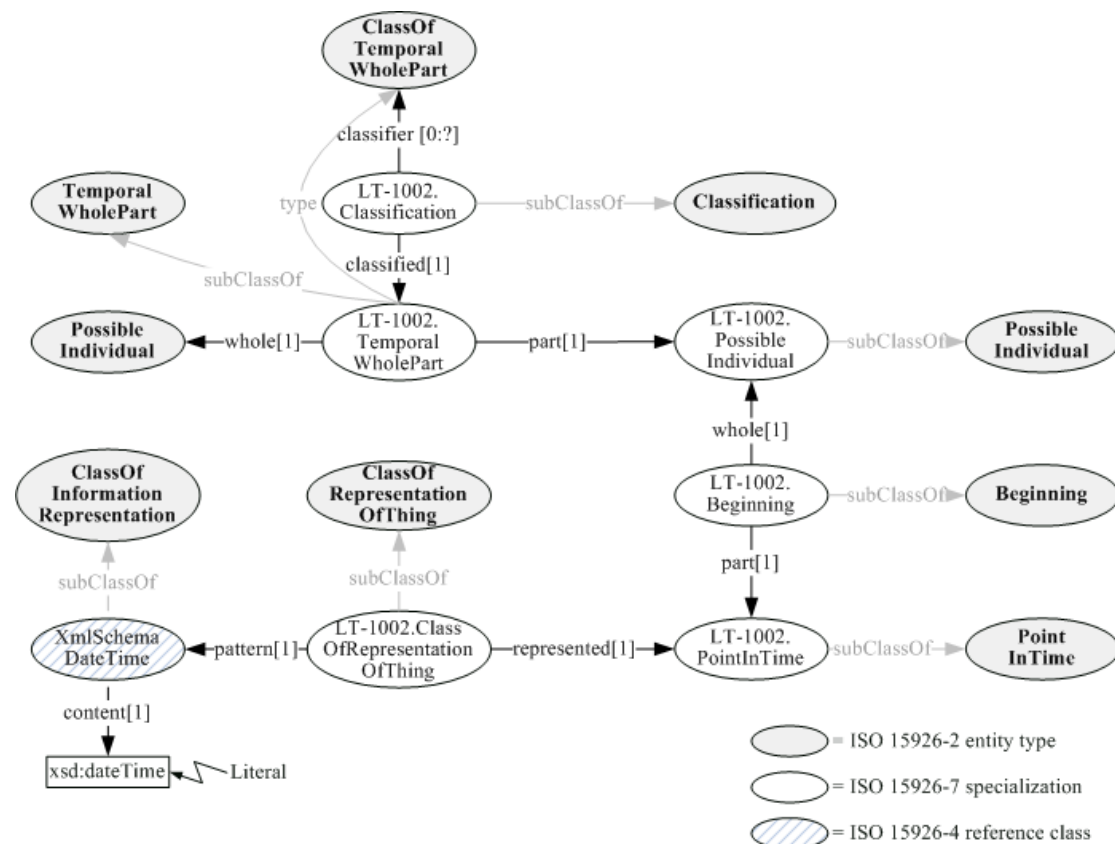 ClassOf
Temporal
WholePart
classifier [0:?]
Temporal
WholePart
type
LT-1002.
Classification
subClassOf
Classification
classified[1]
subClassOf
Possible
Individual
whole[1]
LT-1002.
Temporal
WholePart
part[1]
LT-1002.
Possible
Individual
subClassOf
Possible
Individual
whole[1]
ClassOf
Information
Representation
ClassOf
Representation
OfThing
LT-1002.
Beginning
subClassOf
Beginning
subClassOf
subClassOf
part[1]
XmlSchema
DateTime
pattern[1]
LT-1002.Class
OfRepresentation
OfThing
represented[1]
LT-1002.
PointInTime
subClassOf
Point
InTime
content[1]
xsd:dateTime
Literal
= ISO 15926-2 entity type
= ISO 15926-7 specialization
= ISO 15926-4 reference class